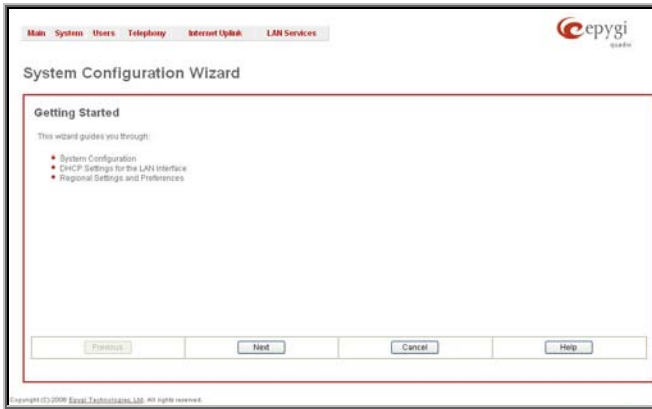 Main System Users Telephony Internet Uplink LAN Services
epygi
quadro
System Configuration Wizard
Getting Started
This wizard guides you through:
System Configuration
DHCP Settings for the LAN Interface
Regional Settings and Preferences
Previous Next Cancel Help
Copyright (C) 2008 Epygi Technologies, Ltd. All rights reserved.